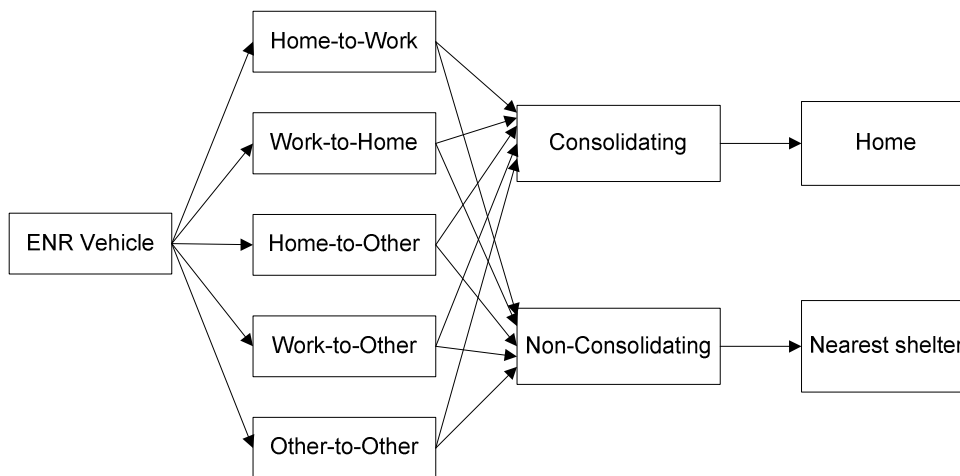 ENR Vehicle
Home-to-Work
Work-to-Home
Home-to-Other
Work-to-Other
Other-to-Other
Consolidating
Non-Consolidating
Home
Nearest shelter